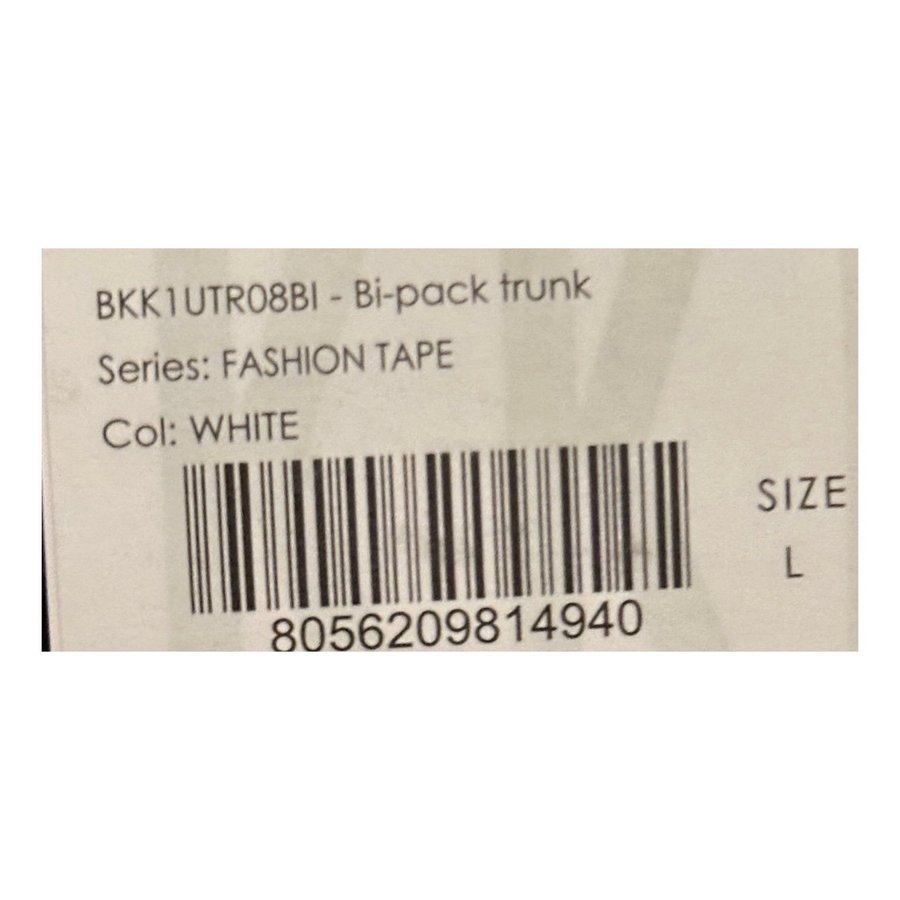 BKK1UTR08BI - Bi-pack trunk
Series: FASHION TAPE
Col: WHITE
SIZE
L
8056209814940